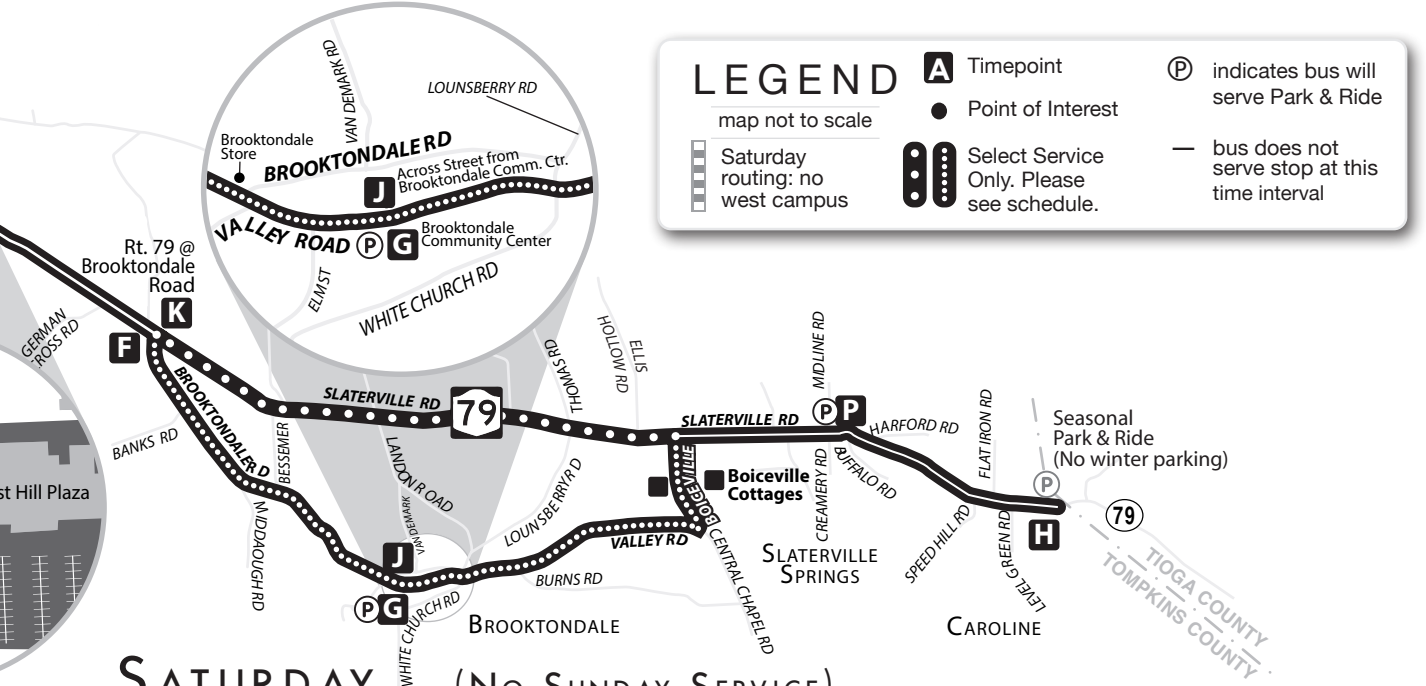 LEGEND
map not to scale
Saturday
routing: no
west campus
A Timepoint
Point of Interest
Select Service
Only. Please
see schedule.
P indicates bus will
serve Park & Ride
— bus does not
serve stop at this
time interval
VAN DEMARK RD
LOUNSBERRY RD
Brooktondale
Store
BROOKTONDALE RD
J
Across Street from
Brooktondale Comm. Ctr.
VALLEY ROAD
P G
Brooktondale
Community Center
ELM ST
WHITE CHURCH RD
Rt. 79 @
Brooktondale
Road
K
F
GERMAN
ROSS RD
BROOKTONDALE RD
BANKS RD
BESSEMER
MIDDAOUGH RD
SLATERVILLE RD
79
LANDON ROAD
VAN DEMARK
THOMAS RD
ELLIS
HOLLOW RD
LOUNSBERRY RD
J
P G
WHITE CHURCH RD
BURNS RD
VALLEY RD
BROOKTONDALE
SLATERVILLE RD
BOICEVILLE
Boiceville
Cottages
CENTRAL CHAPEL RD
MIDLINE RD
P P
HARFORD RD
BUFFALO RD
CREAMERY RD
SLATERVILLE
SPRINGS
FLAT IRON RD
SPEED HILL RD
LEVEL GREEN RD
CAROLINE
Seasonal
Park & Ride
(No winter parking)
P
H
79
TIOGA COUNTY
TOMPKINS COUNTY
st Hill Plaza
SATURDAY (NO SUNDAY SERVICE)